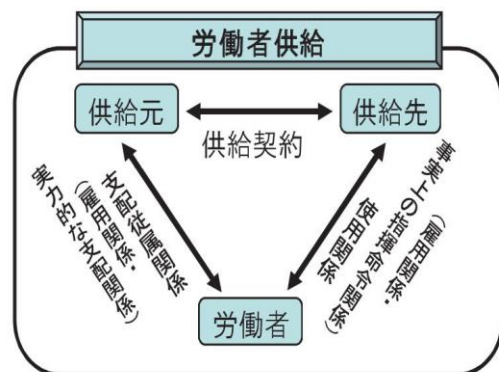 労働者供給
供給元
供給先
供給契約
支配従属関係
(雇用関係・
実力的な支配関係)
(雇用関係・
事実上の指揮命令関係)
使用関係
労働者